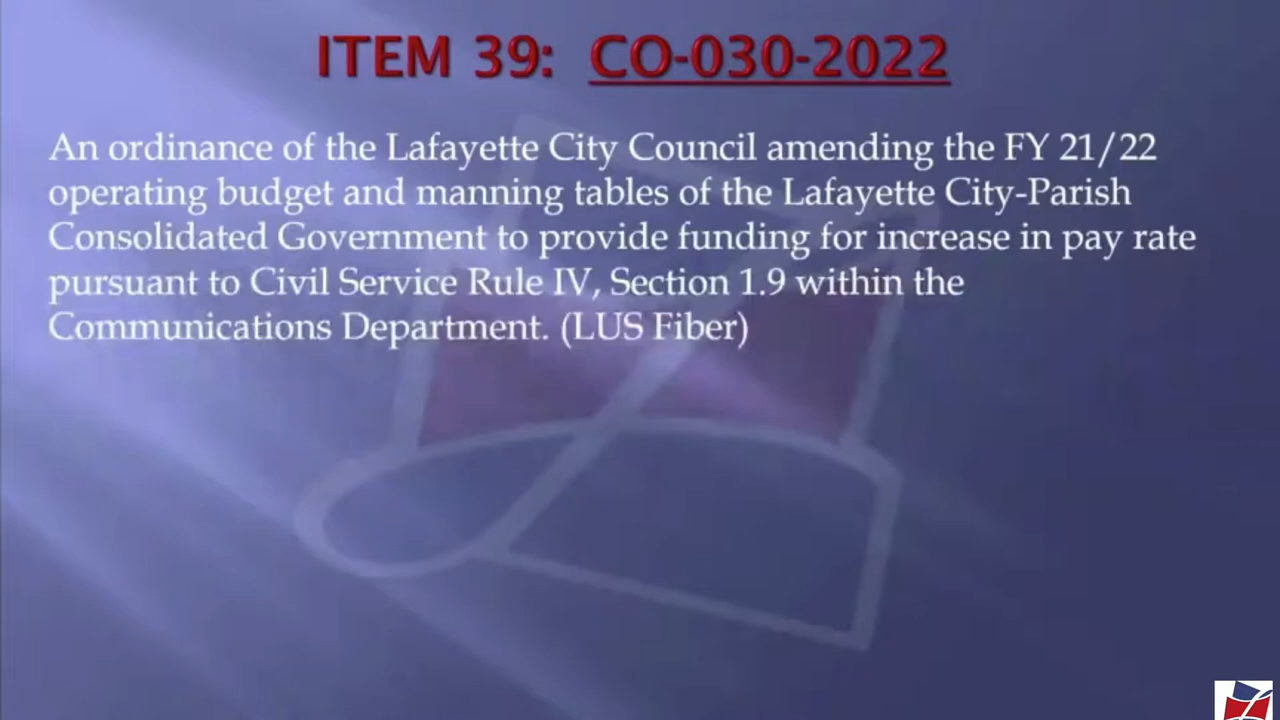 ITEM 39: CO-030-2022
An ordinance of the Lafayette City Council amending the FY 21/22
operating budget and manning tables of the Lafayette City-Parish
Consolidated Government to provide funding for increase in pay rate
pursuant to Civil Service Rule IV, Section 1.9 within the
Communications Department. (LUS Fiber)